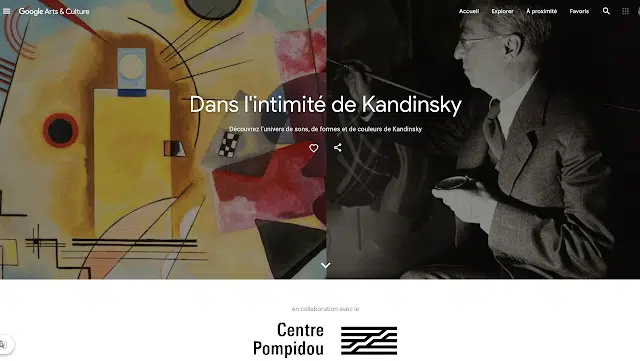 Google Arts & Culture
Accueil Explorer À proximité Favoris
Dans l'intimité de Kandinsky
Découvrez l'univers de sons, de formes et de couleurs de Kandinsky
en collaboration avec le
Centre
Pompidou